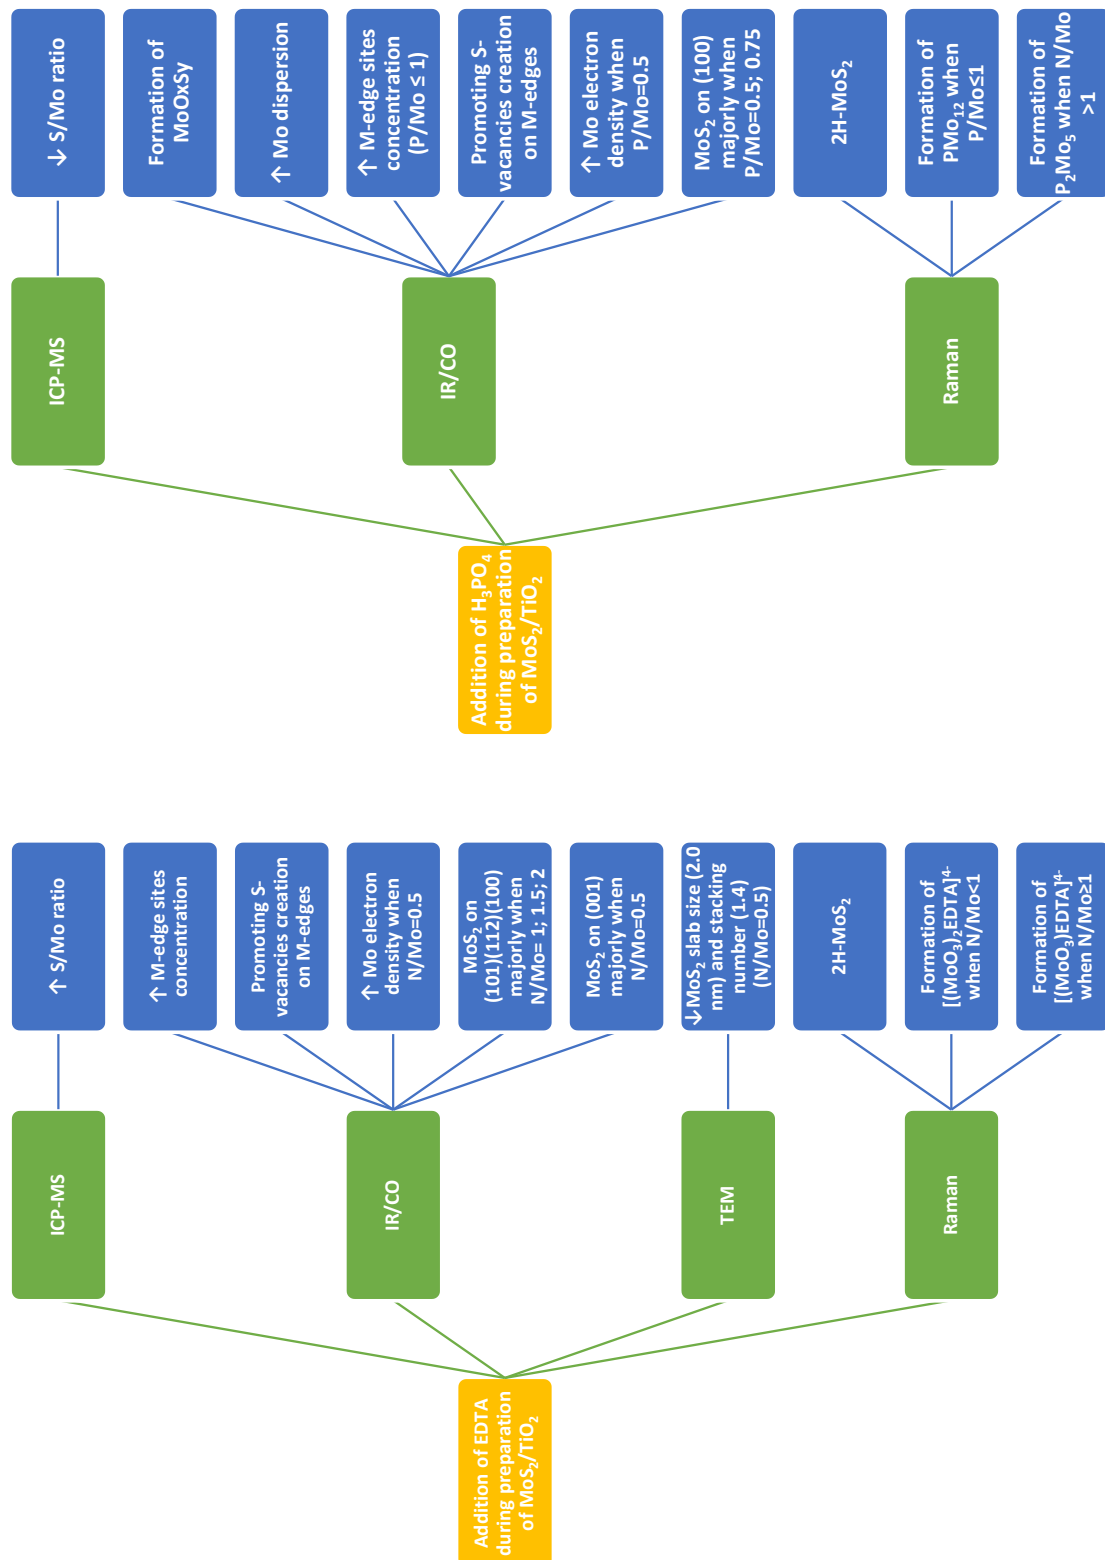 Addition of EDTA
during preparation
of MoS₂/TiO₂
ICP-MS
↑ S/Mo ratio
IR/CO
↑ M-edge sites
concentration
Promoting S-
vacancies creation
on M-edges
↑ Mo electron
density when
N/Mo=0.5
MoS₂ on
(101)(112)(100)
majorly when
N/Mo= 1; 1.5; 2
MoS₂ on (001)
majorly when
N/Mo=0.5
TEM
↓MoS₂ slab size (2.0
nm) and stacking
number (1.4)
(N/Mo=0.5)
Raman
2H-MoS₂
Formation of
[(MoO₃)₂EDTA]⁴⁻
when N/Mo<1
Formation of
[(MoO₃)EDTA]⁴⁻
when N/Mo≥1
Addition of H₃PO₄
during preparation
of MoS₂/TiO₂
ICP-MS
↓ S/Mo ratio
IR/CO
Formation of
MoOxSy
↑ Mo dispersion
↑ M-edge sites
concentration
(P/Mo ≤ 1)
Promoting S-
vacancies creation
on M-edges
↑ Mo electron
density when
P/Mo=0.5
MoS₂ on (100)
majorly when
P/Mo=0.5; 0.75
Raman
2H-MoS₂
Formation of
PMo₁₂ when
P/Mo≤1
Formation of
P₂Mo₅ when N/Mo
>1